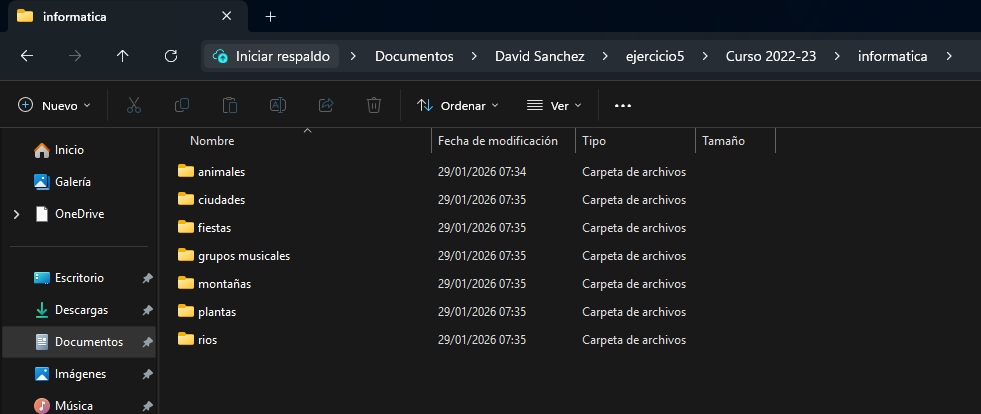 informatica
Iniciar respaldo > Documentos > David Sanchez > ejercicio5 > Curso 2022-23 > informatica >
Nuevo Ordenar Ver ...
Nombre Fecha de modificación Tipo Tamaño
Inicio
Galería
OneDrive
Escritorio
Descargas
Documentos
Imágenes
Música
animales 29/01/2026 07:34 Carpeta de archivos
ciudades 29/01/2026 07:35 Carpeta de archivos
fiestas 29/01/2026 07:35 Carpeta de archivos
grupos musicales 29/01/2026 07:35 Carpeta de archivos
montañas 29/01/2026 07:35 Carpeta de archivos
plantas 29/01/2026 07:35 Carpeta de archivos
rios 29/01/2026 07:35 Carpeta de archivos